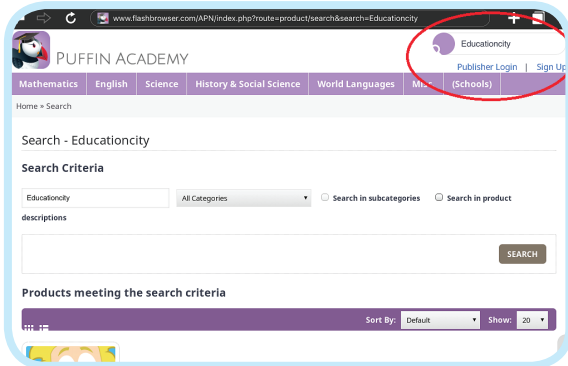 www.flashbrowser.com/APN/index.php?route=product/search&search=Educationcity
Educationcity
PUFFIN ACADEMY
Publisher Login | Sign Up
Mathematics English Science History & Social Science World Languages Misc (Schools)
Home » Search
Search - Educationcity
Search Criteria
Educationcity All Categories Search in subcategories Search in product
descriptions
SEARCH
Products meeting the search criteria
Sort By: Default Show: 20